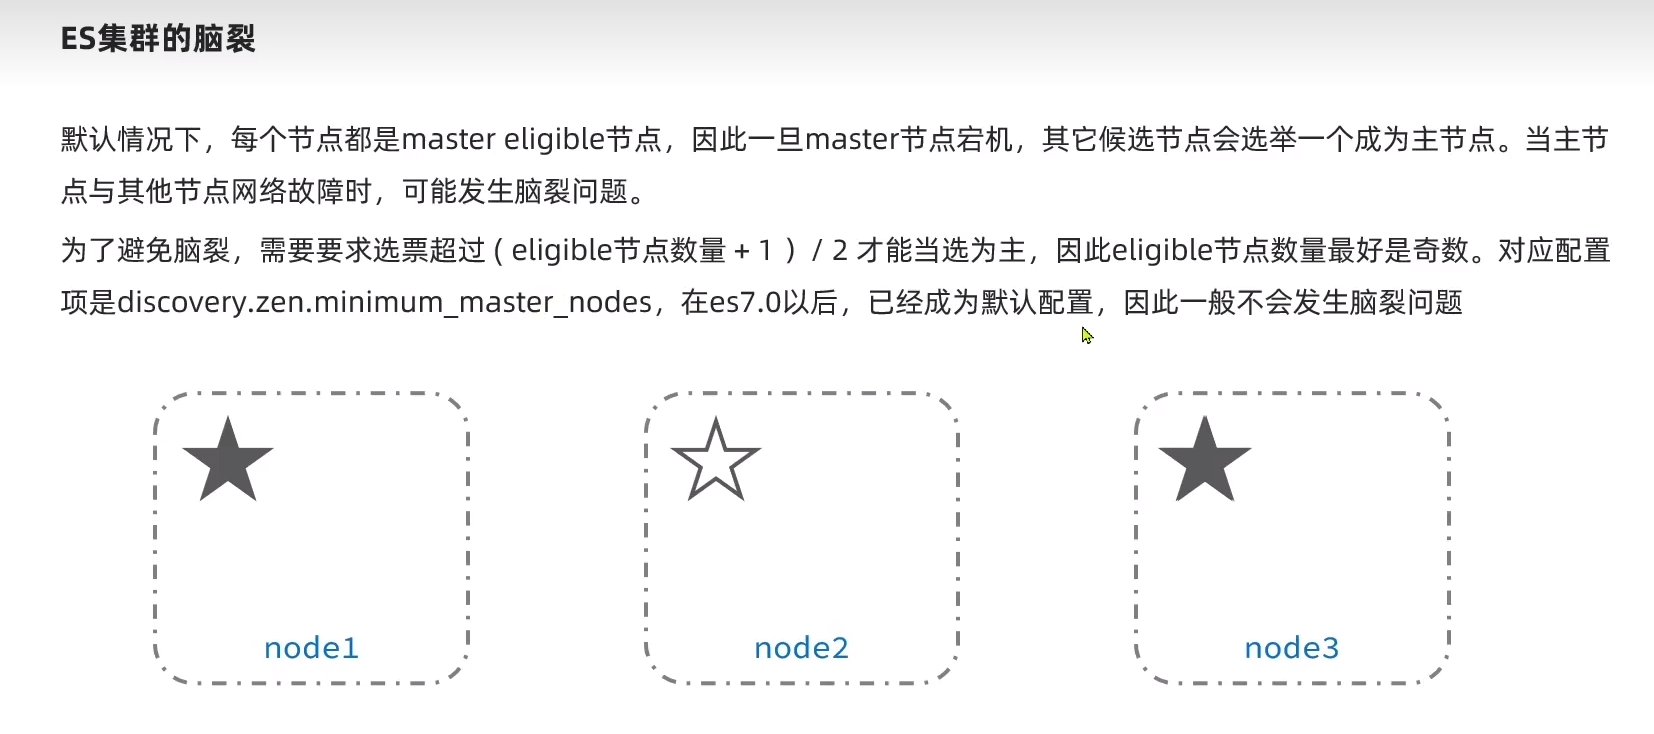 ES集群的脑裂
默认情况下，每个节点都是master eligible节点，因此一旦master节点宕机，其它候选节点会选举一个成为主节点。当主节
点与其他节点网络故障时，可能发生脑裂问题。
为了避免脑裂，需要要求选票超过 ( eligible节点数量 + 1 ）/ 2 才能当选为主，因此eligible节点数量最好是奇数。对应配置
项是discovery.zen.minimum_master_nodes，在es7.0以后，已经成为默认配置，因此一般不会发生脑裂问题
node1
node2
node3